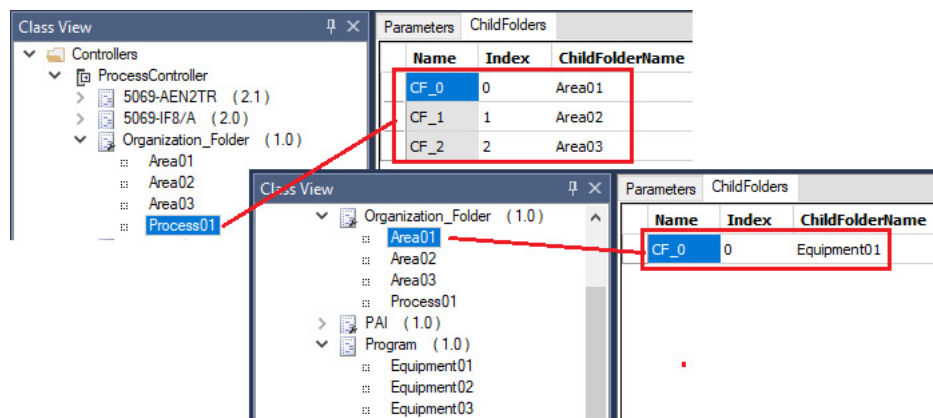 Class View
Controllers
ProcessController
5069-AEN2TR (2.1)
5069-IF8/A (2.0)
Organization_Folder (1.0)
Area01
Area02
Area03
Process01
Parameters ChildFolders
Name Index ChildFolderName
CF_0 0 Area01
CF_1 1 Area02
CF_2 2 Area03
Class View
Organization_Folder (1.0)
Area01
Area02
Area03
Process01
PAI (1.0)
Program (1.0)
Equipment01
Equipment02
Equipment03
Parameters ChildFolders
Name Index ChildFolderName
CF_0 0 Equipment01